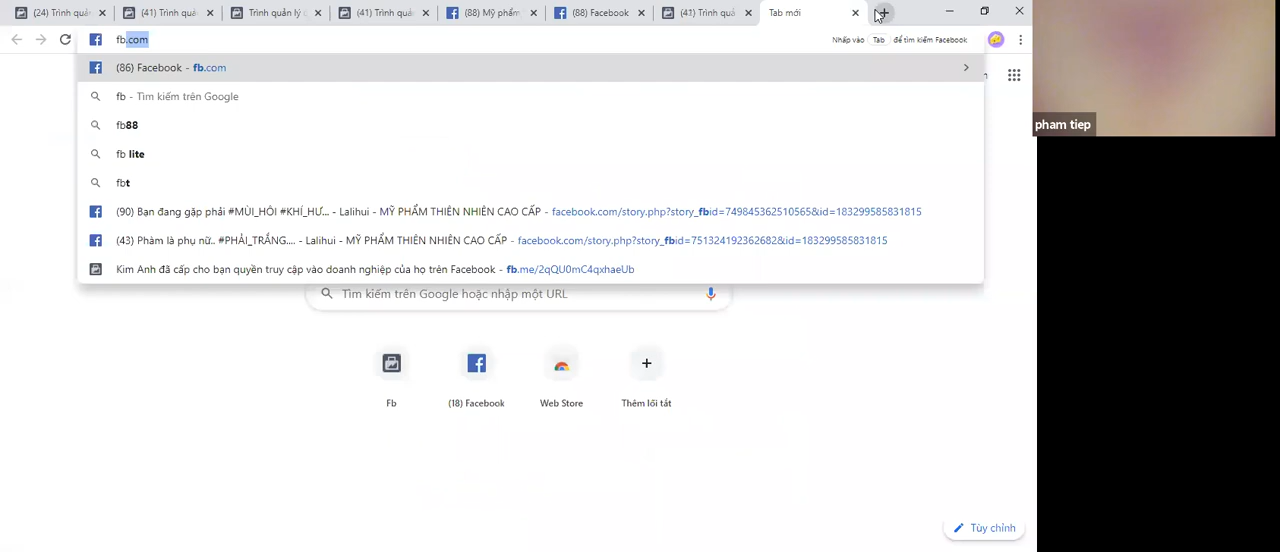 (24) Trình quản
(41) Trình quản
Trình quản lý c
(41) Trình quản
(88) Mỹ phẩm
(88) Facebook
(41) Trình quản
Tab mới
fb.com
Nhấp vào Tab để tìm kiếm Facebook
(86) Facebook - fb.com
fb - Tìm kiếm trên Google
fb88
fb lite
fbt
(90) Bạn đang gặp phải #MÙI_HÔI #KHÍ_HƯ... - Lalihui - MỸ PHẨM THIÊN NHIÊN CAO CẤP - facebook.com/story.php?story_fbid=749845362510565&id=183299585831815
(43) Phàm là phụ nữ.. #PHẢI_TRẮNG.... - Lalihui - MỸ PHẨM THIÊN NHIÊN CAO CẤP - facebook.com/story.php?story_fbid=751324192362682&id=183299585831815
Kim Anh đã cấp cho bạn quyền truy cập vào doanh nghiệp của họ trên Facebook - fb.me/2qQU0mC4qxhaeUb
Tìm kiếm trên Google hoặc nhập một URL
Fb
(18) Facebook
Web Store
Thêm lối tắt
Tùy chỉnh
pham tiep